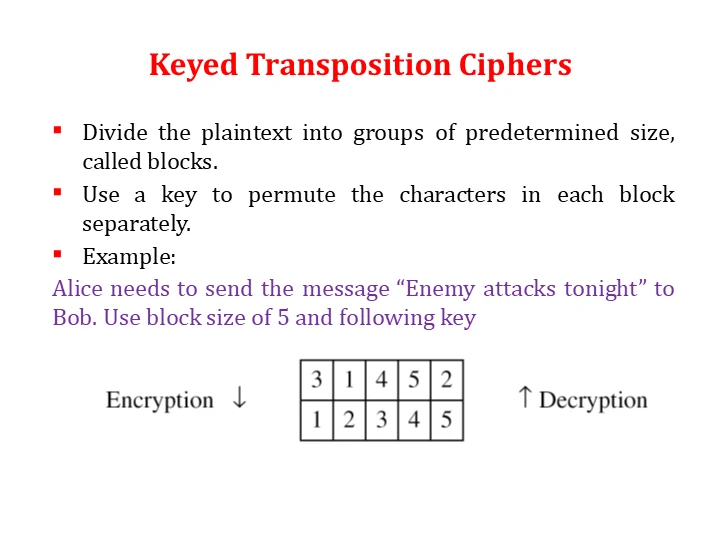 Keyed Transposition Ciphers
▪ Divide the plaintext into groups of predetermined size,
called blocks.
▪ Use a key to permute the characters in each block
separately.
▪ Example:
Alice needs to send the message “Enemy attacks tonight” to
Bob. Use block size of 5 and following key
3 1 4 5 2
Encryption ↓ ↑ Decryption
1 2 3 4 5